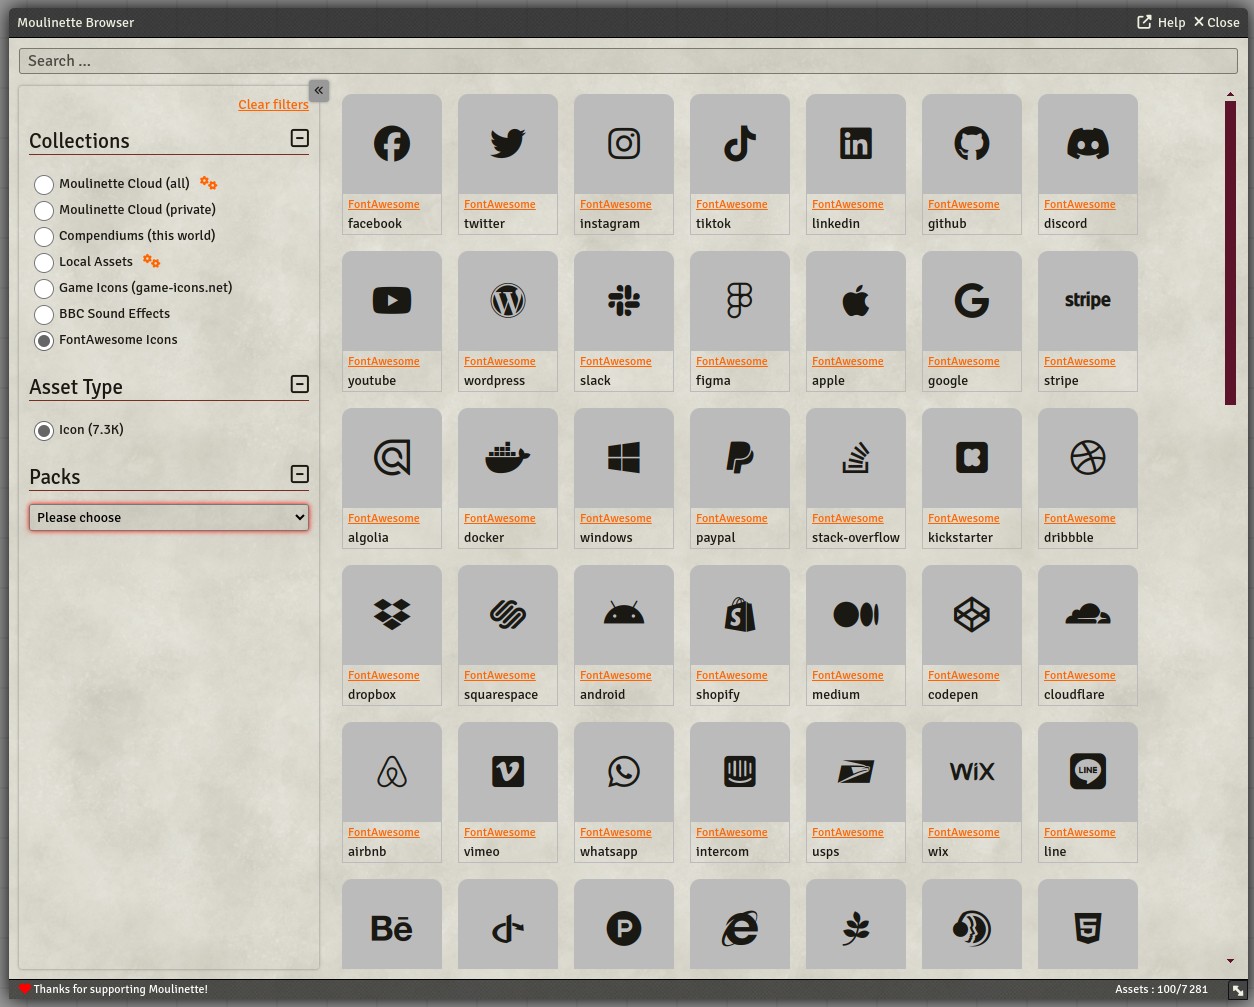 Moulinette Browser
Help
Close
Search ...
«
Clear filters
Collections
Moulinette Cloud (all)
Moulinette Cloud (private)
Compendiums (this world)
Local Assets
Game Icons (game-icons.net)
BBC Sound Effects
FontAwesome Icons
Asset Type
Icon (7.3K)
Packs
Please choose
FontAwesome FontAwesome FontAwesome FontAwesome FontAwesome FontAwesome FontAwesome
facebook twitter instagram tiktok linkedin github discord
in
G
stripe
FontAwesome FontAwesome FontAwesome FontAwesome FontAwesome FontAwesome FontAwesome
youtube wordpress slack figma apple google stripe
FontAwesome FontAwesome FontAwesome FontAwesome FontAwesome FontAwesome FontAwesome
algolia docker windows paypal stack-overflow kickstarter dribbble
FontAwesome FontAwesome FontAwesome FontAwesome FontAwesome FontAwesome FontAwesome
dropbox squarespace android shopify medium codepen cloudflare
WiX
LINE
FontAwesome FontAwesome FontAwesome FontAwesome FontAwesome FontAwesome FontAwesome
airbnb vimeo whatsapp intercom usps wix line
Bē
P
5
Thanks for supporting Moulinette!
Assets : 100/7 281